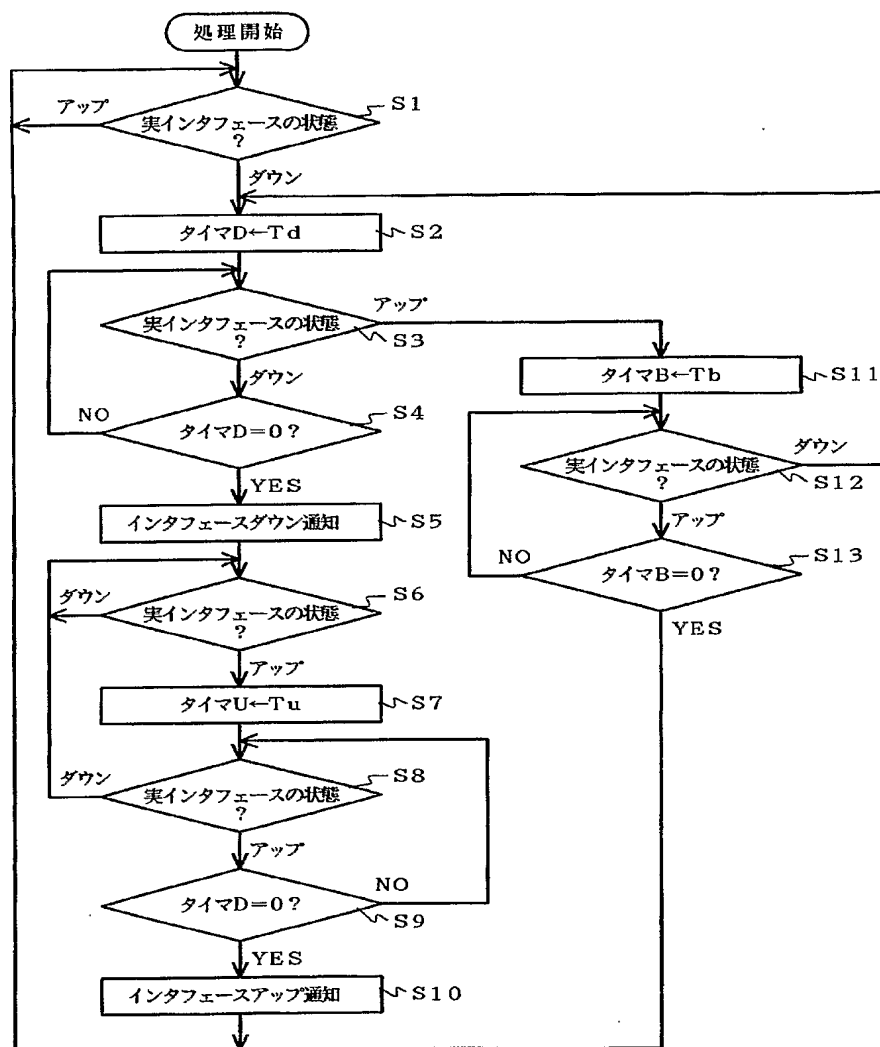 処理開始
アップ
実インタフェースの状態
?
S1
ダウン
タイマD←Td
S2
実インタフェースの状態
?
アップ
S3
ダウン
NO
タイマD=0?
S4
YES
インタフェースダウン通知
S5
ダウン
実インタフェースの状態
?
S6
アップ
タイマU←Tu
S7
ダウン
実インタフェースの状態
?
S8
アップ
タイマD=0?
NO
S9
YES
インタフェースアップ通知
S10
タイマB←Tb
S11
実インタフェースの状態
?
ダウン
S12
アップ
NO
タイマB=0?
S13
YES